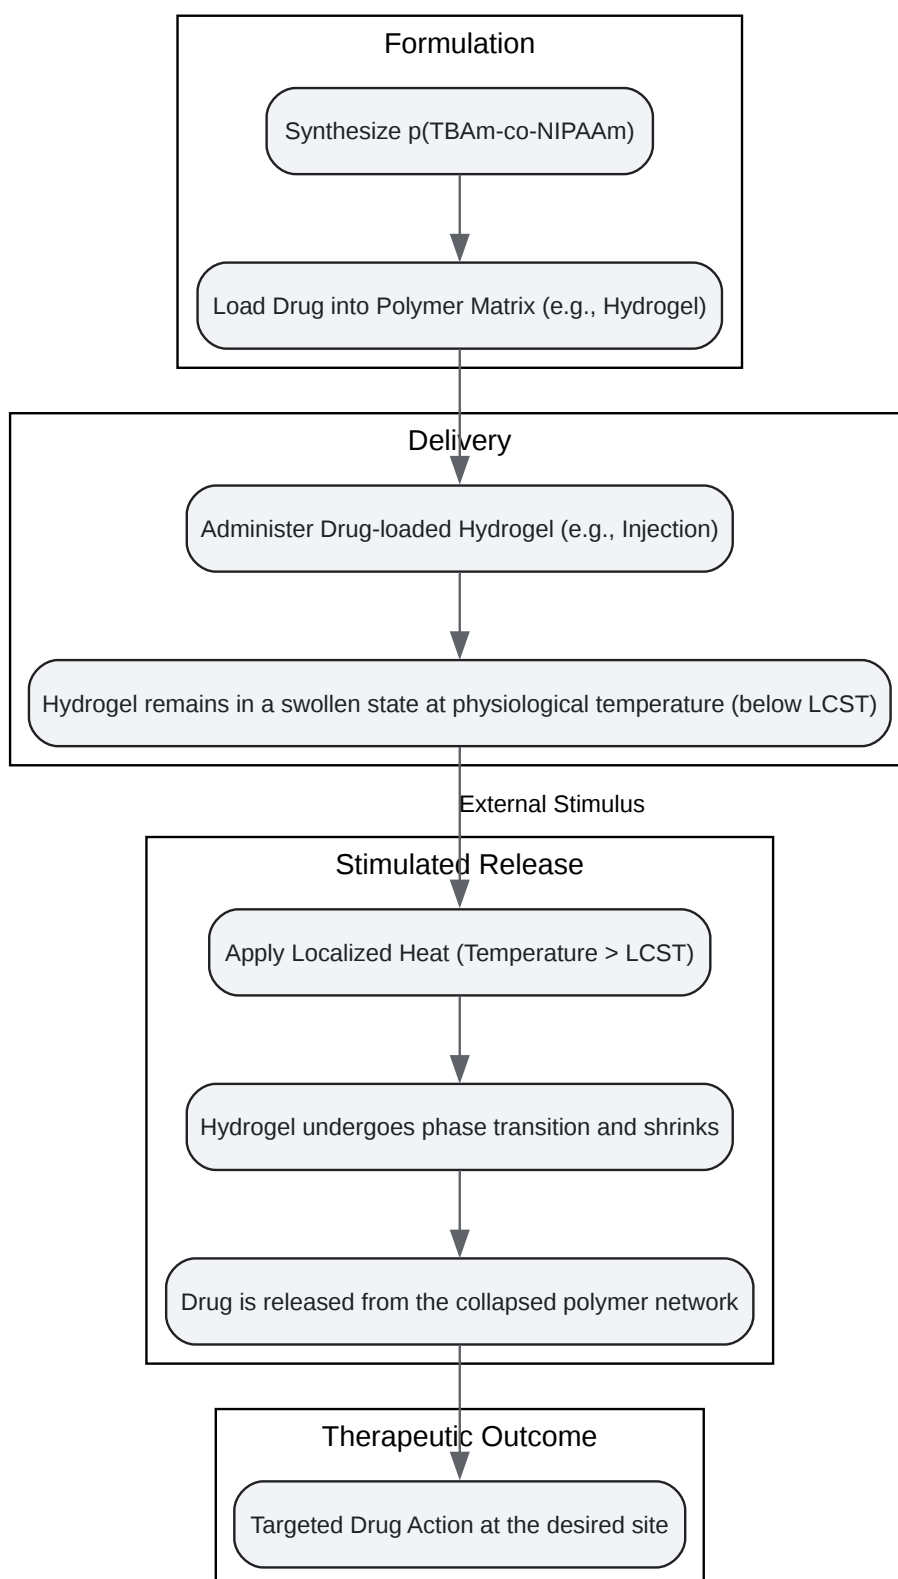 Formulation
Synthesize p(TBAm-co-NIPAAm)
Load Drug into Polymer Matrix (e.g., Hydrogel)
Delivery
Administer Drug-loaded Hydrogel (e.g., Injection)
Hydrogel remains in a swollen state at physiological temperature (below LCST)
External Stimulus
Stimulated Release
Apply Localized Heat (Temperature > LCST)
Hydrogel undergoes phase transition and shrinks
Drug is released from the collapsed polymer network
Therapeutic Outcome
Targeted Drug Action at the desired site